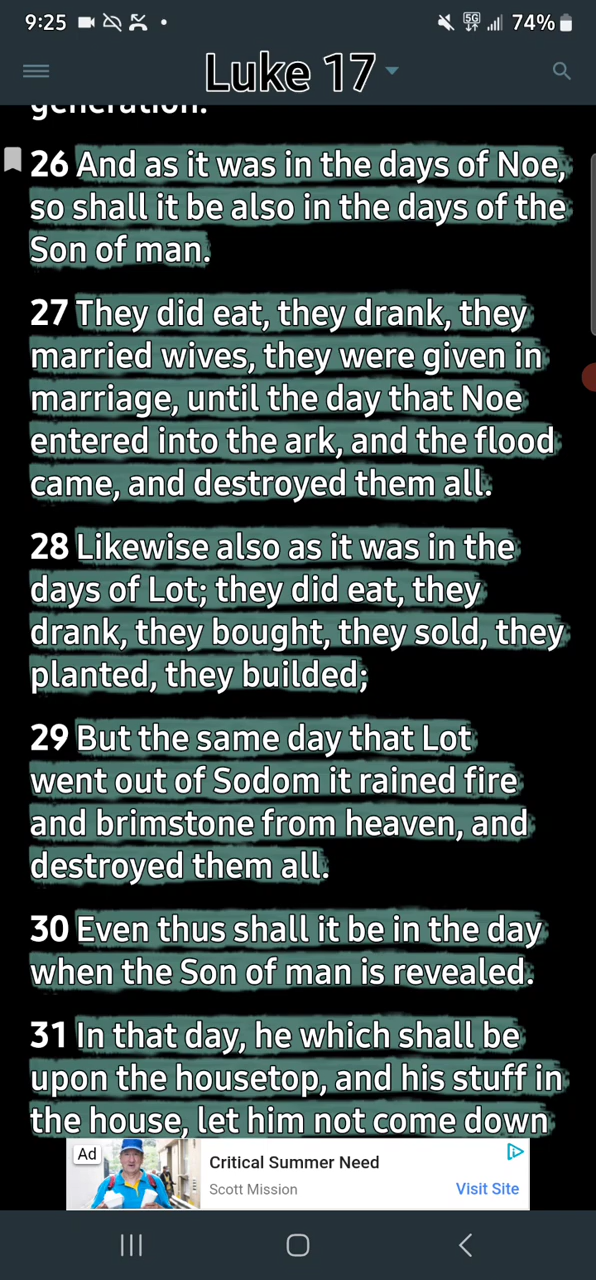 9:25
5G
74%
Luke 17
generation.
26 And as it was in the days of Noe,
so shall it be also in the days of the
Son of man.
27 They did eat, they drank, they
married wives, they were given in
marriage, until the day that Noe
entered into the ark, and the flood
came, and destroyed them all.
28 Likewise also as it was in the
days of Lot; they did eat, they
drank, they bought, they sold, they
planted, they builded;
29 But the same day that Lot
went out of Sodom it rained fire
and brimstone from heaven, and
destroyed them all.
30 Even thus shall it be in the day
when the Son of man is revealed.
31 In that day, he which shall be
upon the housetop, and his stuff in
the house, let him not come down
Ad
Critical Summer Need
Scott Mission
Visit Site